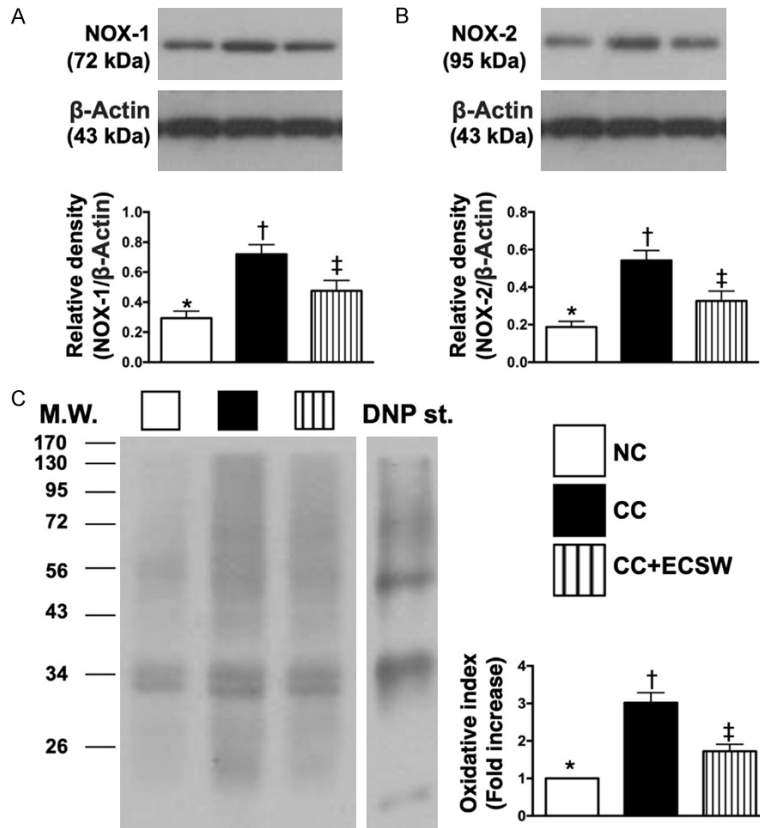 A
NOX-1
(72 kDa)
β-Actin
(43 kDa)
Relative density
(NOX-1/β-Actin)
1.0
0.8
0.6
0.4
0.2
0.0
*
†
‡
B
NOX-2
(95 kDa)
β-Actin
(43 kDa)
Relative density
(NOX-2/β-Actin)
0.8
0.6
0.4
0.2
0.0
*
†
‡
C
M.W.
DNP st.
170
130
95
72
56
43
34
26
NC
CC
CC+ECSW
Oxidative index
(Fold increase)
4
3
2
1
0
*
†
‡